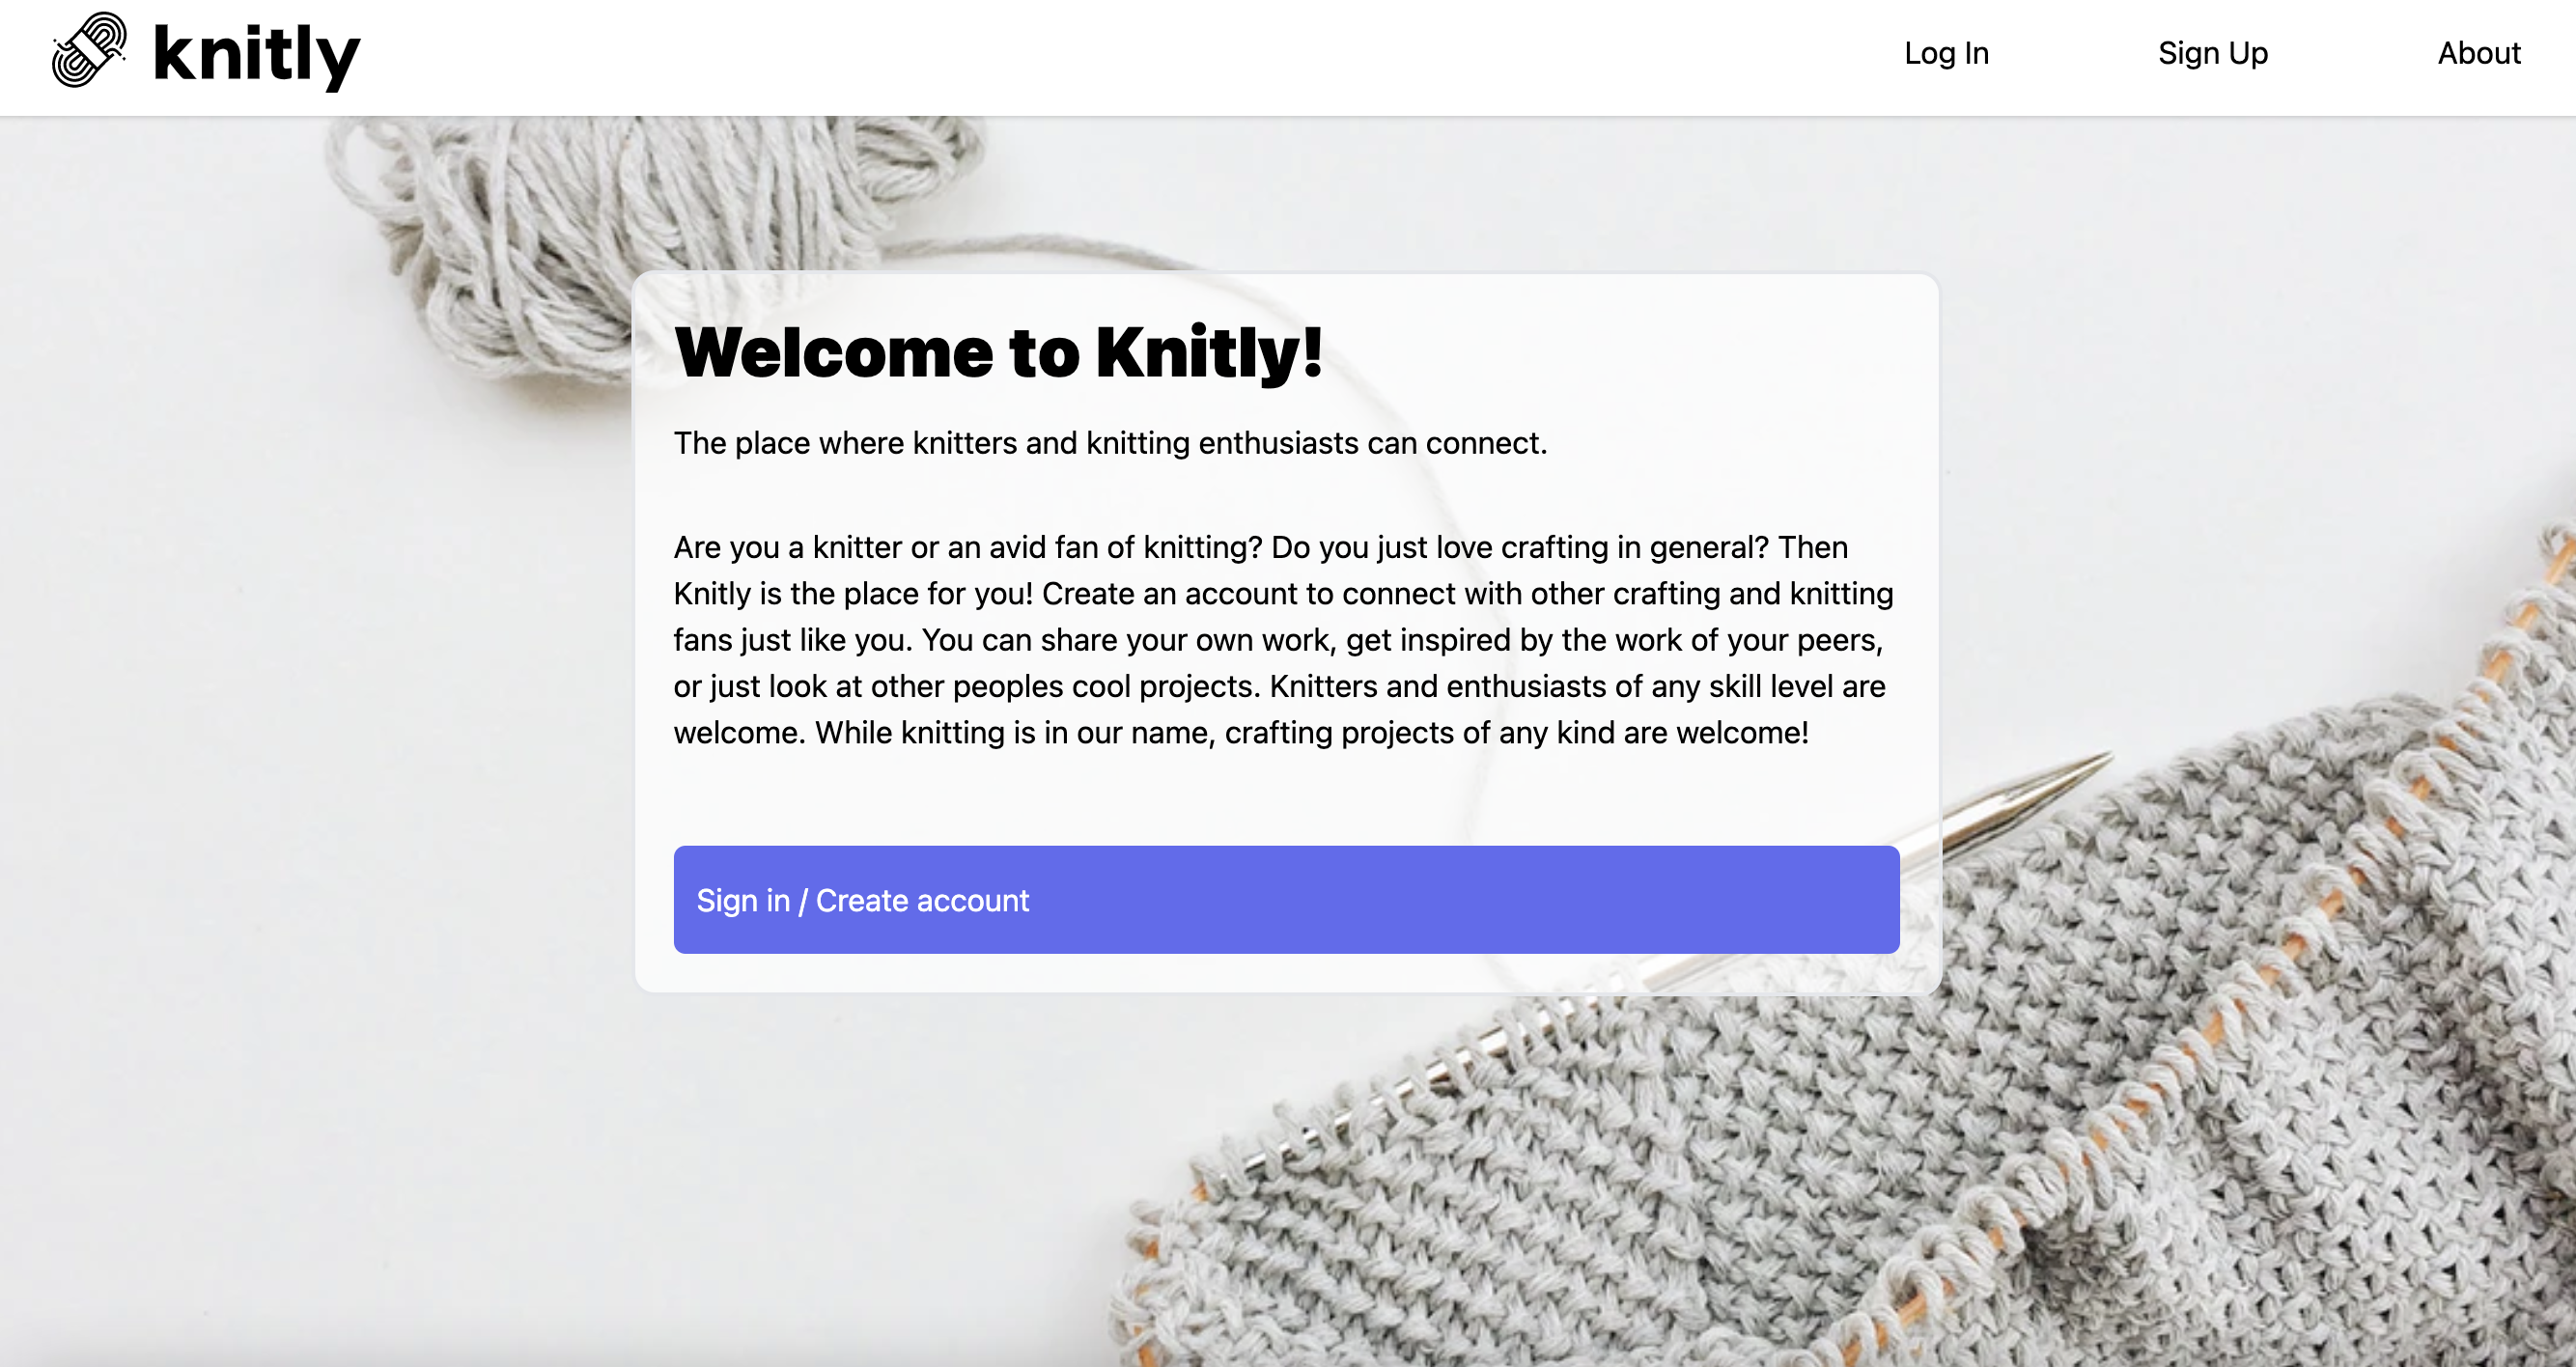 knitly
Log In
Sign Up
About
Welcome to Knitly!
The place where knitters and knitting enthusiasts can connect.
Are you a knitter or an avid fan of knitting? Do you just love crafting in general? Then
Knitly is the place for you! Create an account to connect with other crafting and knitting
fans just like you. You can share your own work, get inspired by the work of your peers,
or just look at other peoples cool projects. Knitters and enthusiasts of any skill level are
welcome. While knitting is in our name, crafting projects of any kind are welcome!
Sign in / Create account